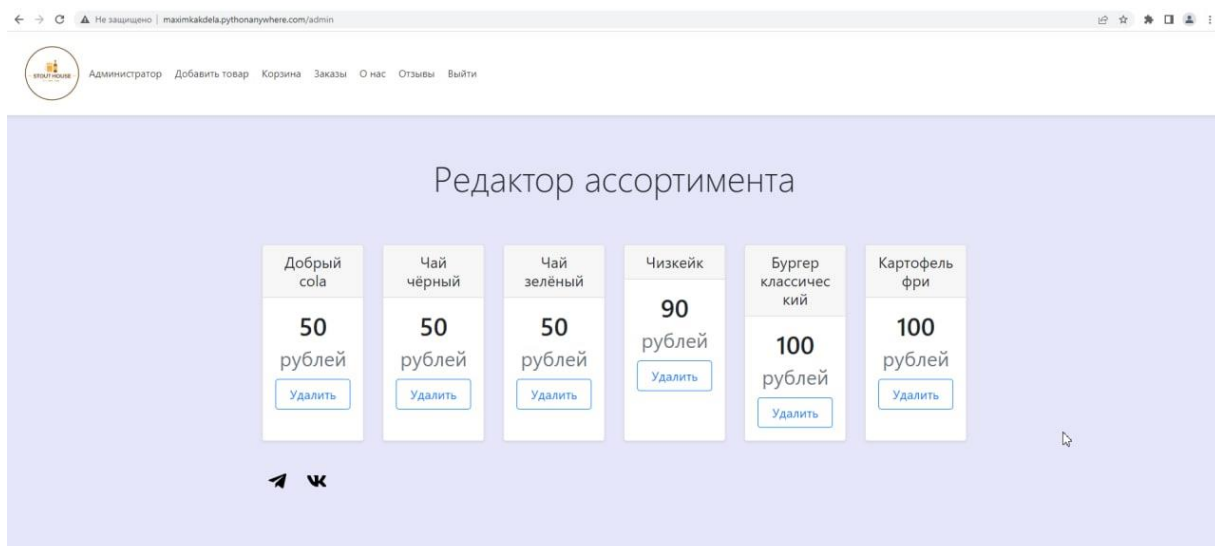 Не защищено | maximkakdela.pythonanywhere.com/admin
STOUT HOUSE
Администратор Добавить товар Корзина Заказы О нас Отзывы Выйти
Редактор ассортимента
Добрый
cola
50
рублей
Удалить
Чай
чёрный
50
рублей
Удалить
Чай
зелёный
50
рублей
Удалить
Чизкейк
90
рублей
Удалить
Бургер
классичес
кий
100
рублей
Удалить
Картофель
фри
100
рублей
Удалить